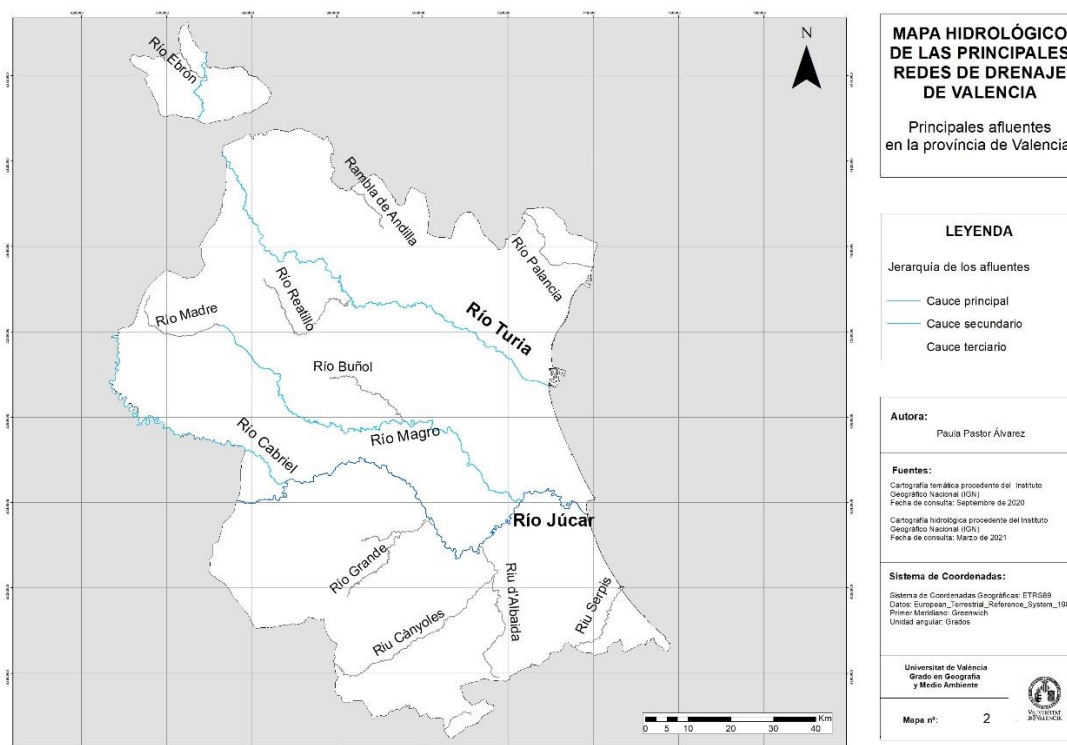 Río Ebrón
Rambla de Andilla
Río Palancia
Río Reatilló
Río Madre
Río Turia
Río Buñol
Río Magro
Río Cabriel
Río Júcar
Río Grande
Riu d'Albaida
Riu Serpis
Riu Cànyoles
N
Km
0 5 10 20 30 40
MAPA HIDROLÓGICO
DE LAS PRINCIPALES
REDES DE DRENAJE
DE VALENCIA
Principales afluentes
en la província de Valencia
LEYENDA
Jerarquía de los afluentes
Cauce principal
Cauce secundario
Cauce terciario
Autora:
Paula Pastor Álvarez
Fuentes:
Cartografía temática procedente del Instituto
Geográfico Nacional (IGN)
Fecha de consulta: Septiembre de 2020
Cartografía hidrológica procedente del Instituto
Geográfico Nacional (IGN)
Fecha de consulta: Marzo de 2021
Sistema de Coordenadas:
Sistema de Coordenadas Geográficas: ETRS89
Datos: European_Terrestrial_Reference_System_198
Primer Meridiano: Greenwich
Unidad angular: Grados
Universitat de València
Grado en Geografía
y Medio Ambiente
Mapa nº: 2
VNIVERSITAT
D VALENCIA